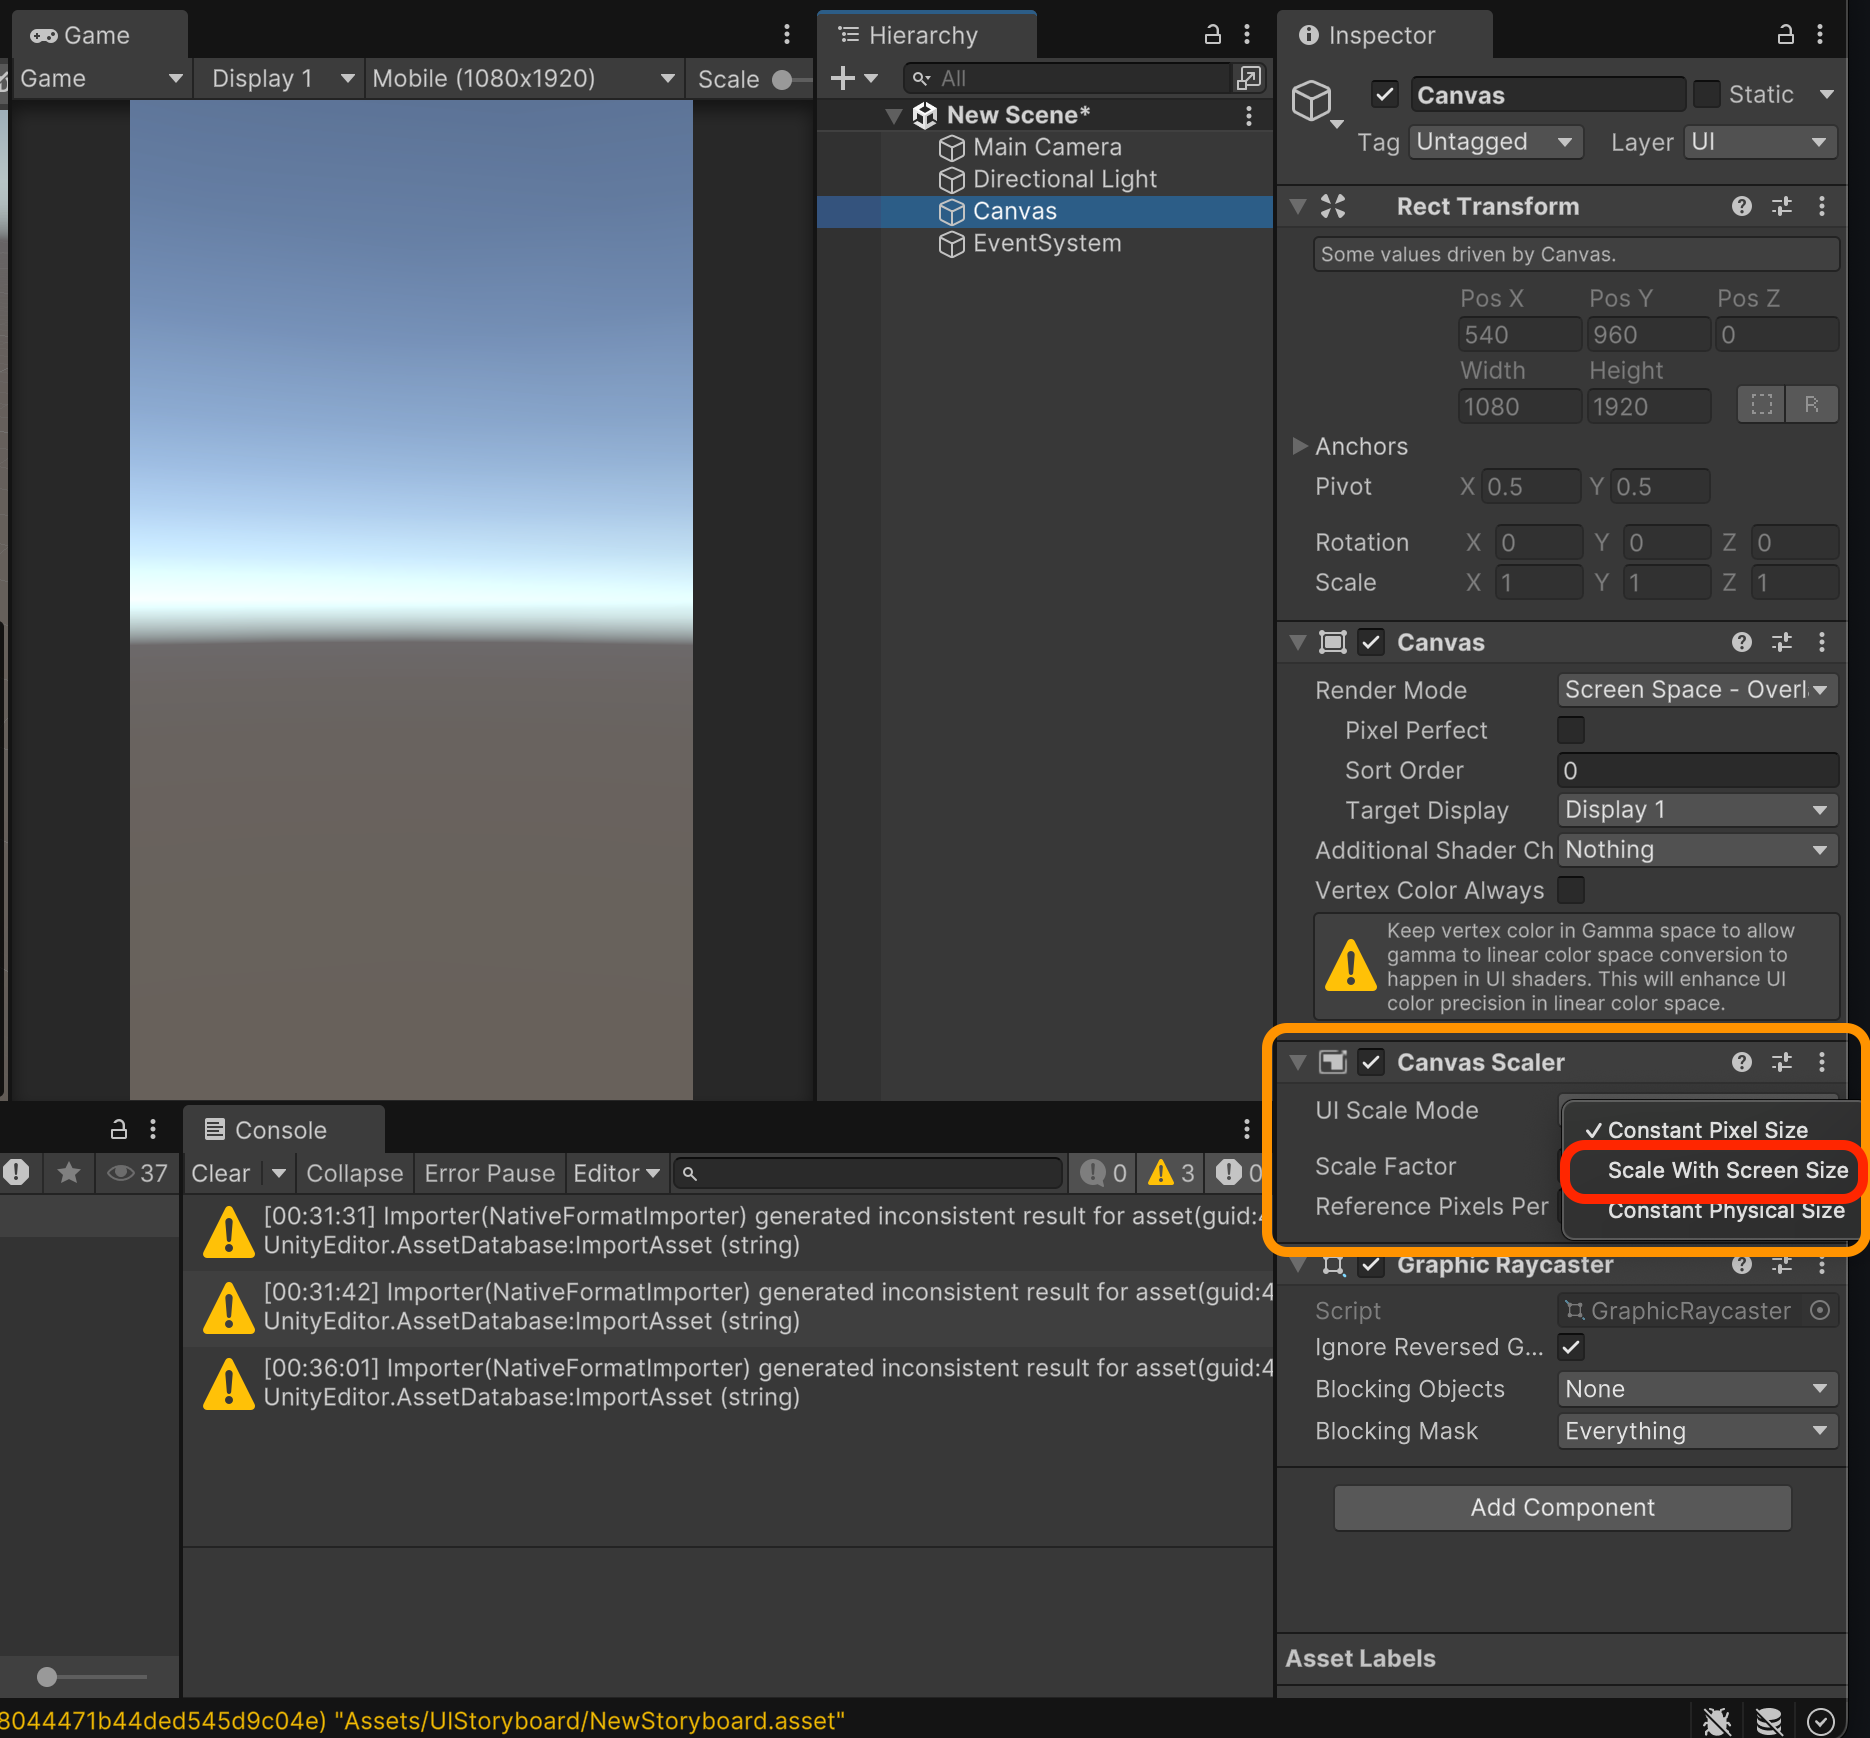 Game
Game
Display 1
Mobile (1080x1920)
Scale
Hierarchy
All
New Scene*
Main Camera
Directional Light
Canvas
EventSystem
Inspector
Canvas
Static
Tag
Untagged
Layer
UI
Rect Transform
Some values driven by Canvas.
Pos X Pos Y Pos Z
540 960 0
Width Height
1080 1920
R
Anchors
Pivot X 0.5 Y 0.5
Rotation X 0 Y 0 Z 0
Scale X 1 Y 1 Z 1
Canvas
Render Mode Screen Space - Overl
Pixel Perfect
Sort Order 0
Target Display Display 1
Additional Shader Ch Nothing
Vertex Color Always
Keep vertex color in Gamma space to allow
gamma to linear color space conversion to
happen in UI shaders. This will enhance UI
color precision in linear color space.
Canvas Scaler
UI Scale Mode
Constant Pixel Size
Scale Factor
Scale With Screen Size
Reference Pixels Per
Constant Physical Size
Graphic Raycaster
Script GraphicRaycaster
Ignore Reversed G...
Blocking Objects None
Blocking Mask Everything
Add Component
Asset Labels
Console
37
Clear
Collapse
Error Pause
Editor
0
3
0
[00:31:31] Importer(NativeFormatImporter) generated inconsistent result for asset(guid:4
UnityEditor.AssetDatabase:ImportAsset (string)
[00:31:42] Importer(NativeFormatImporter) generated inconsistent result for asset(guid:4
UnityEditor.AssetDatabase:ImportAsset (string)
[00:36:01] Importer(NativeFormatImporter) generated inconsistent result for asset(guid:4
UnityEditor.AssetDatabase:ImportAsset (string)
8044471b44ded545d9c04e) "Assets/UIStoryboard/NewStoryboard.asset"